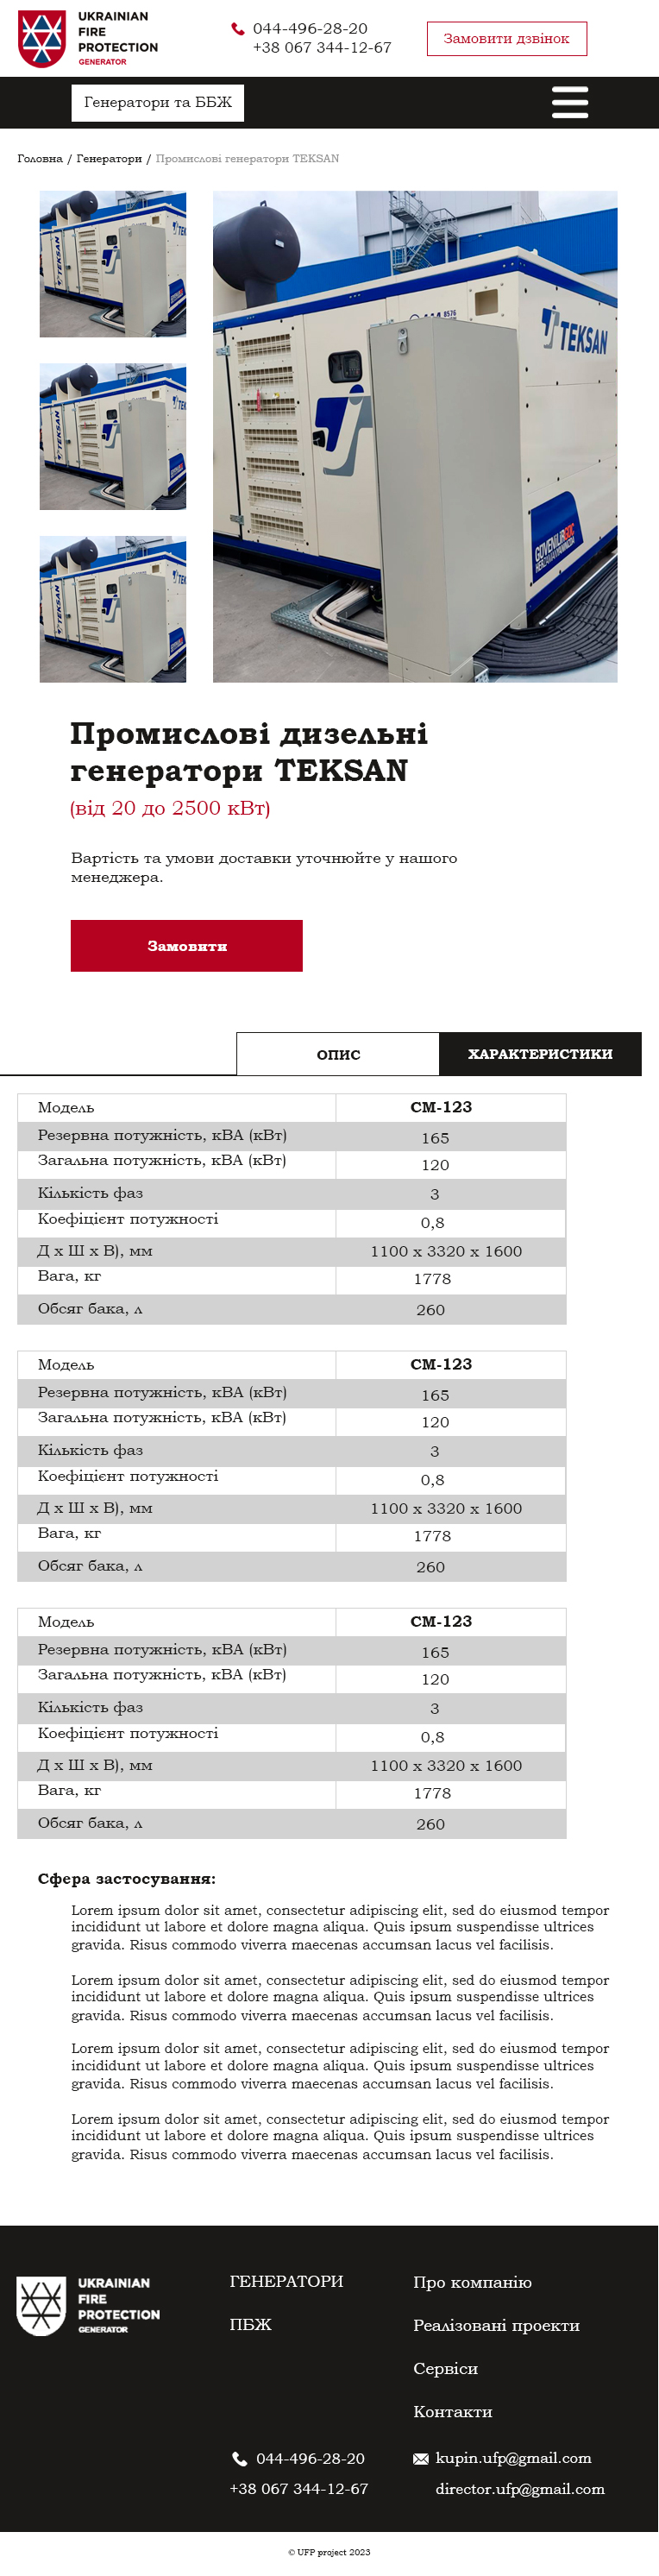 UKRAINIAN
FIRE
PROTECTION
GENERATOR
044-496-28-20
+38 067 344-12-67
Замовити дзвінок
Генератори та ББЖ
Головна / Генератори / Промислові генератори TEKSAN
TEKSAN
TEKSAN
TEKSAN
TEKSAN
TEKSAN
TEKSAN
8576
TEKSAN
Промислові дизельні
генератори TEKSAN
(від 20 до 2500 кВт)
Вартість та умови доставки уточнюйте у нашого
менеджера.
Замовити
ОПИС
ХАРАКТЕРИСТИКИ
Модель СМ-123
Резервна потужність, кВА (кВт) 165
Загальна потужність, кВА (кВт) 120
Кількість фаз 3
Коефіцієнт потужності 0,8
Д х Ш х В), мм 1100 х 3320 х 1600
Вага, кг 1778
Обсяг бака, л 260
Модель СМ-123
Резервна потужність, кВА (кВт) 165
Загальна потужність, кВА (кВт) 120
Кількість фаз 3
Коефіцієнт потужності 0,8
Д х Ш х В), мм 1100 х 3320 х 1600
Вага, кг 1778
Обсяг бака, л 260
Модель СМ-123
Резервна потужність, кВА (кВт) 165
Загальна потужність, кВА (кВт) 120
Кількість фаз 3
Коефіцієнт потужності 0,8
Д х Ш х В), мм 1100 х 3320 х 1600
Вага, кг 1778
Обсяг бака, л 260
Сфера застосування:
Lorem ipsum dolor sit amet, consectetur adipiscing elit, sed do eiusmod tempor
incididunt ut labore et dolore magna aliqua. Quis ipsum suspendisse ultrices
gravida. Risus commodo viverra maecenas accumsan lacus vel facilisis.
Lorem ipsum dolor sit amet, consectetur adipiscing elit, sed do eiusmod tempor
incididunt ut labore et dolore magna aliqua. Quis ipsum suspendisse ultrices
gravida. Risus commodo viverra maecenas accumsan lacus vel facilisis.
Lorem ipsum dolor sit amet, consectetur adipiscing elit, sed do eiusmod tempor
incididunt ut labore et dolore magna aliqua. Quis ipsum suspendisse ultrices
gravida. Risus commodo viverra maecenas accumsan lacus vel facilisis.
Lorem ipsum dolor sit amet, consectetur adipiscing elit, sed do eiusmod tempor
incididunt ut labore et dolore magna aliqua. Quis ipsum suspendisse ultrices
gravida. Risus commodo viverra maecenas accumsan lacus vel facilisis.
UKRAINIAN
FIRE
PROTECTION
GENERATOR
ГЕНЕРАТОРИ
ПБЖ
Про компанію
Реалізовані проекти
Сервіси
Контакти
044-496-28-20
+38 067 344-12-67
kupin.ufp@gmail.com
director.ufp@gmail.com
© UFP project 2023